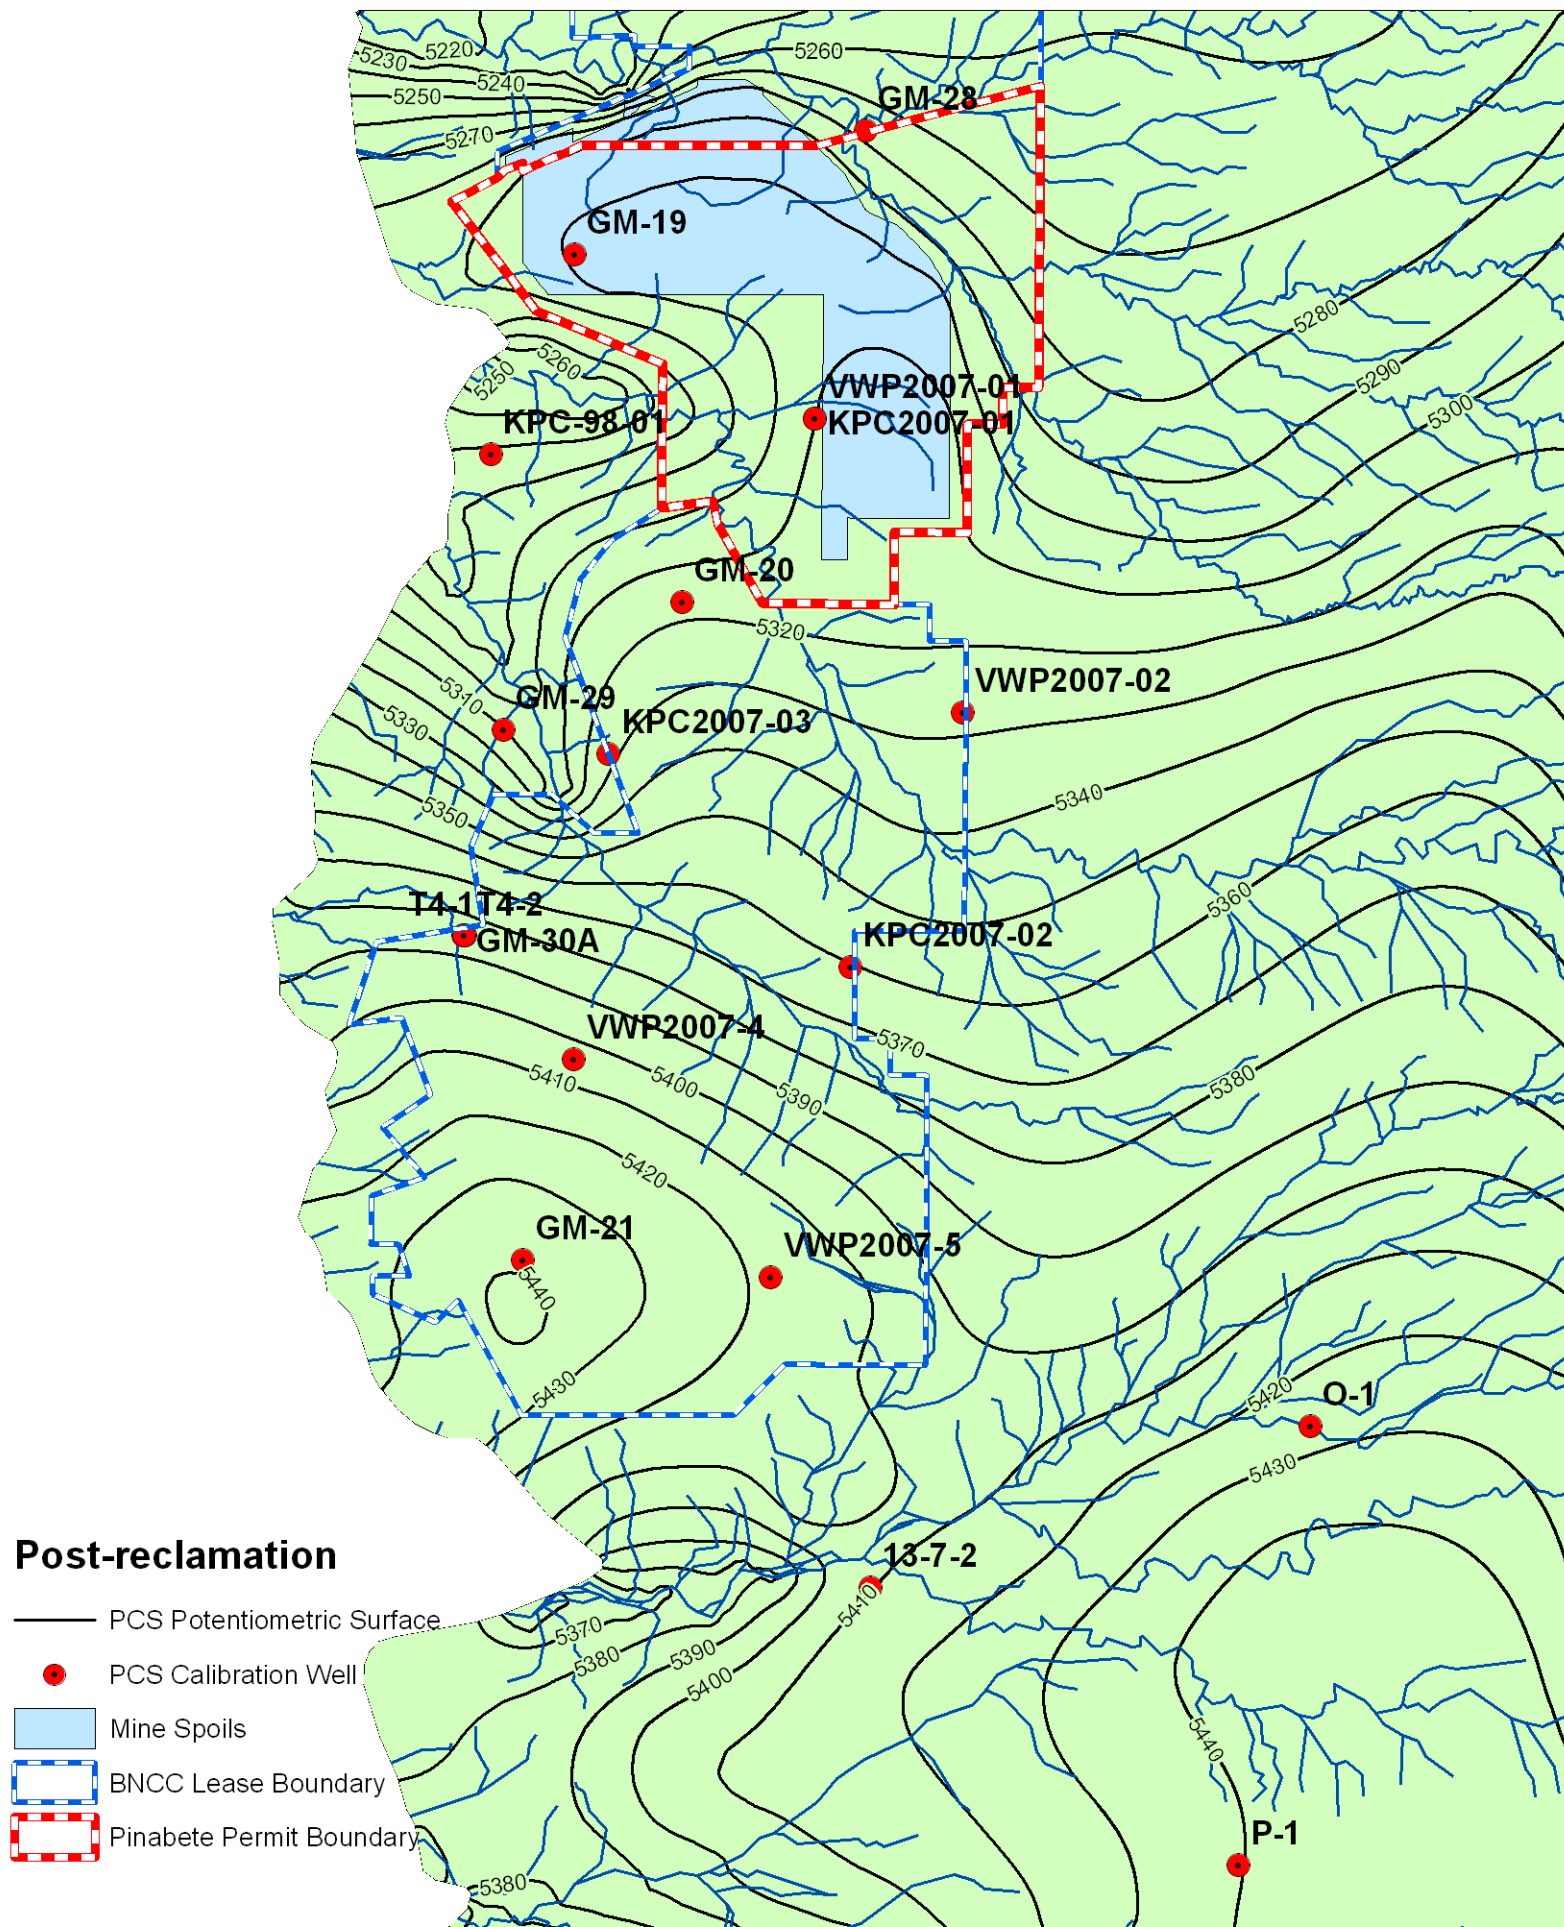 5220
5230
5260
5240
5250
GM-28
5270
GM-19
5280
5260
5290
5250
VWP2007-01
5300
KPC-98-01
KPC2007-01
GM-20
5320
VWP2007-02
5310
GM-29
5330
KPC2007-03
5340
5350
5360
T4-1 T4-2
GM-30A
KPC2007-02
VWP2007-4
5370
5410
5400
5390
5380
5420
GM-21
VWP2007-5
5440
5430
5420
O-1
5430
Post-reclamation
13-7-2
5410
PCS Potentiometric Surface
5370
5380
5390
5400
PCS Calibration Well
Mine Spoils
5440
BNCC Lease Boundary
Pinabete Permit Boundary
P-1
5380